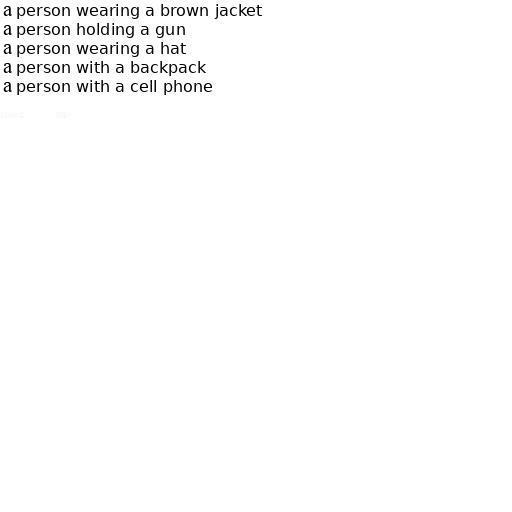 a person wearing a brown jacket
a person holding a gun
a person wearing a hat
a person with a backpack
a person with a cell phone